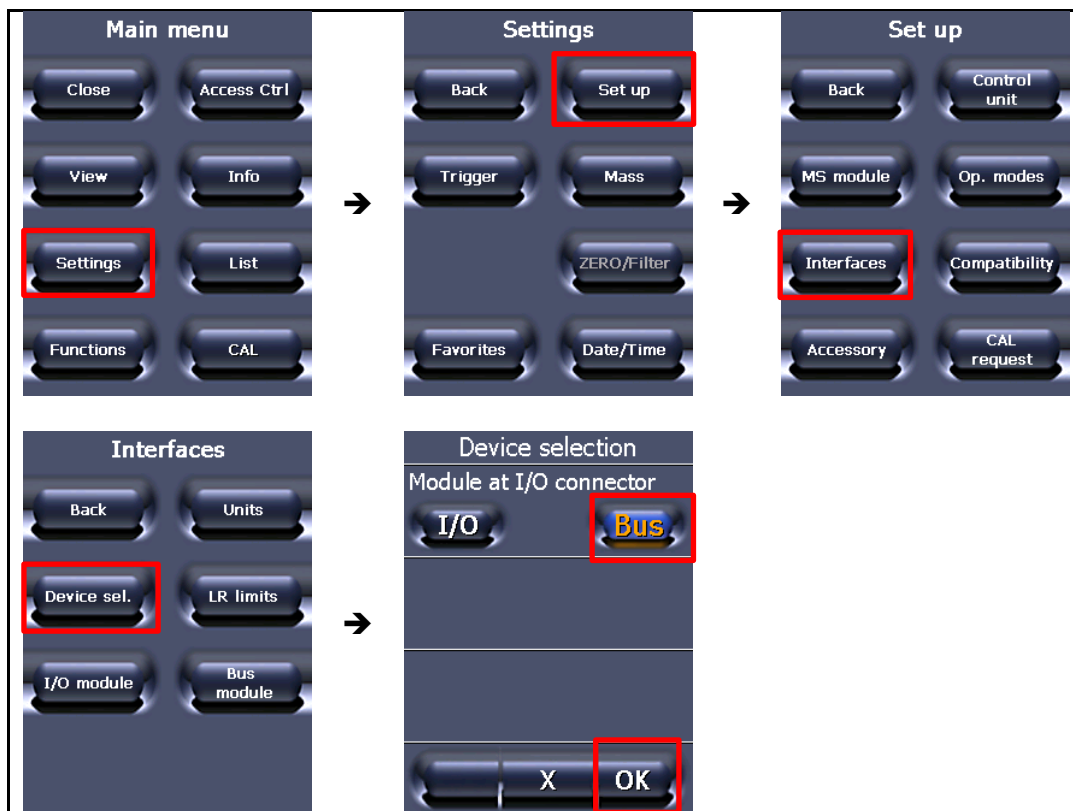 Main menu
Close
Access Ctrl
View
Info
Settings
List
Functions
CAL
➔
Settings
Back
Set up
Trigger
Mass
ZERO/Filter
Favorites
Date/Time
➔
Set up
Back
Control
unit
MS module
Op. modes
Interfaces
Compatibility
Accessory
CAL
request
Interfaces
Back
Units
Device sel.
LR limits
I/O module
Bus
module
➔
Device selection
Module at I/O connector
I/O
Bus
X
OK